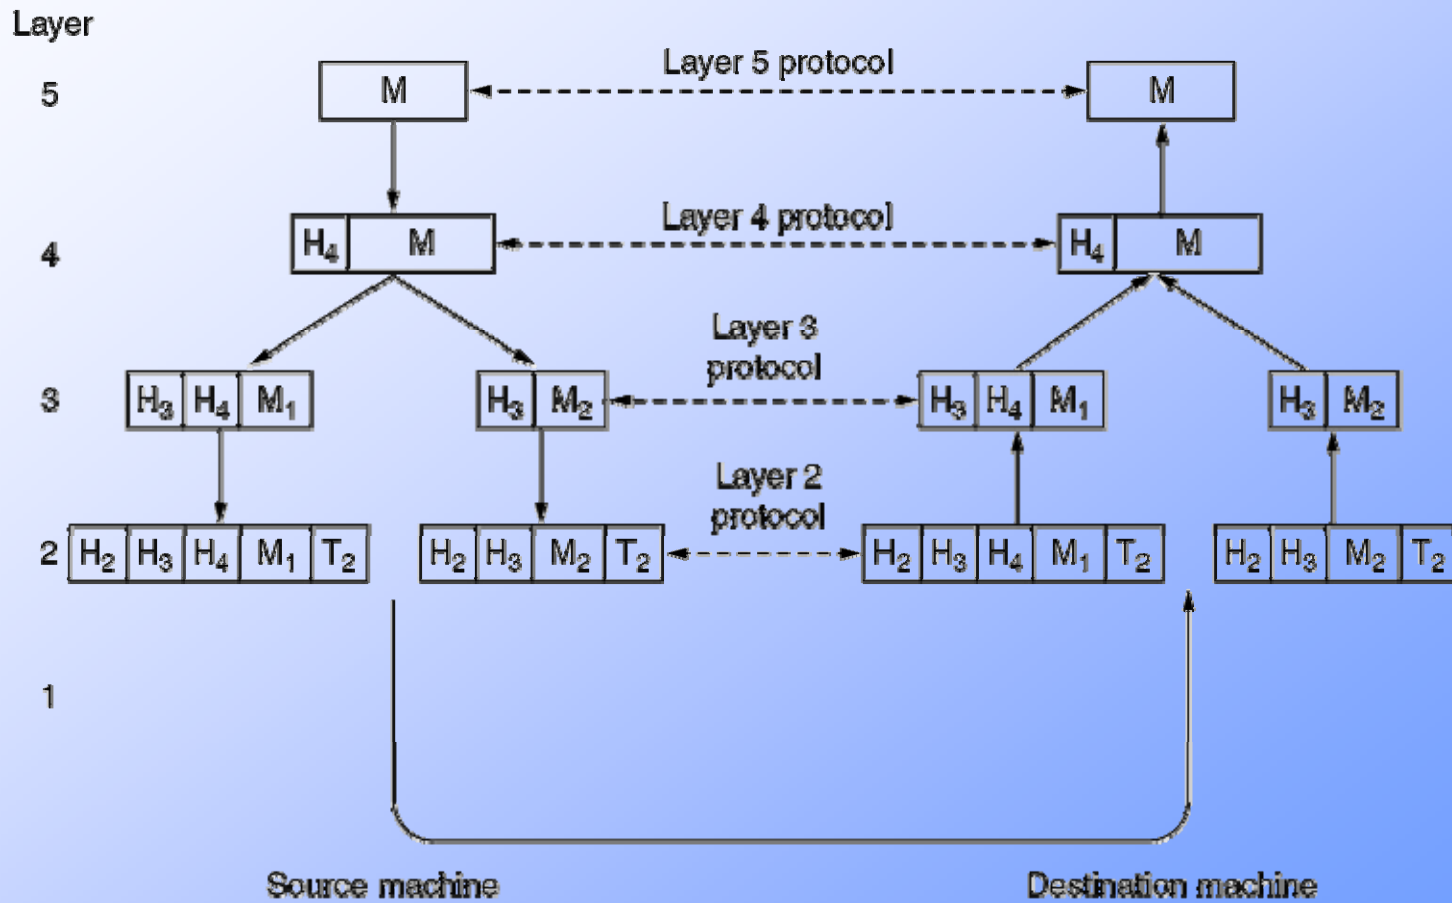 Layer
5 M Layer 5 protocol M
4 H4 M Layer 4 protocol H4 M
Layer 3
protocol
3 H3 H4 M1 H3 M2 H3 H4 M1 H3 M2
Layer 2
protocol
2 H2 H3 H4 M1 T2 H2 H3 M2 T2 H2 H3 H4 M1 T2 H2 H3 M2 T2
1
Source machine Destination machine